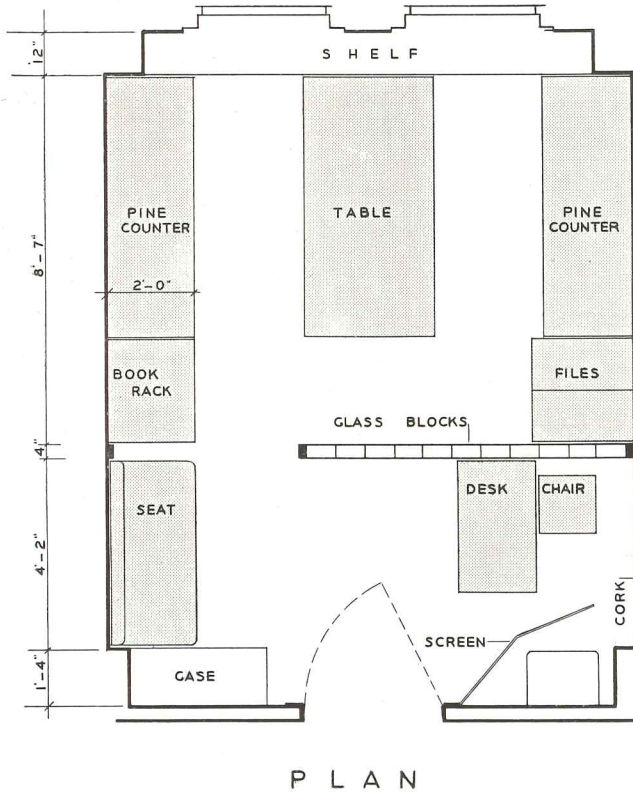 12"
SHELF
8'-7"
PINE
COUNTER
TABLE
PINE
COUNTER
2'-0"
BOOK
RACK
FILES
GLASS BLOCKS
4"
SEAT
DESK
CHAIR
4'-2"
CORK
SCREEN
1'-4"
CASE
PLAN